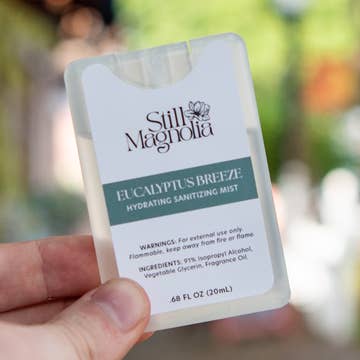 Still
Magnolia
EUCALYPTUS BREEZE
HYDRATING SANITIZING MIST
WARNINGS: For external use only.
Flammable, keep away from fire or flame.
INGREDIENTS: 91% Isopropyl Alcohol,
Vegetable Glycerin, Fragrance Oil.
.68 FL OZ (20mL)